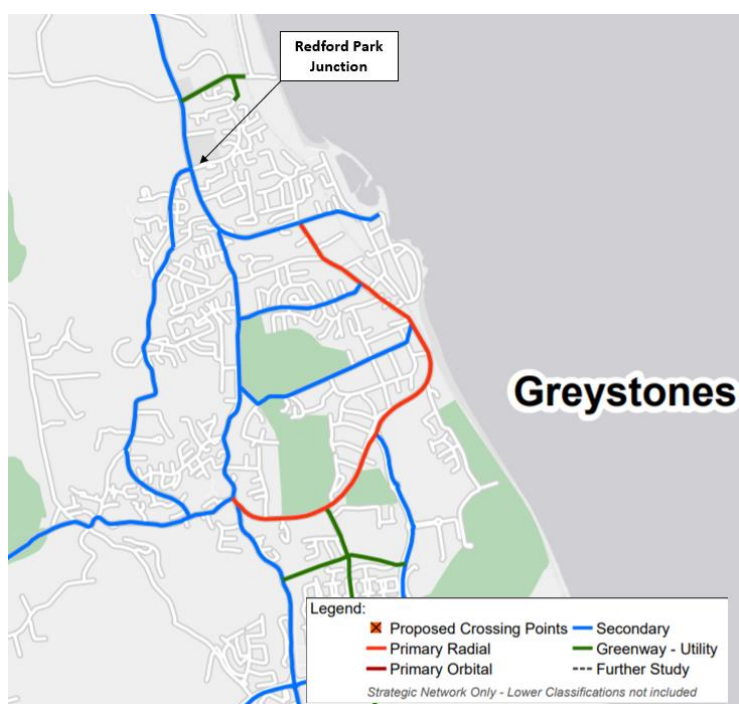 Redford Park
Junction
Greystones
Legend:
Proposed Crossing Points
Secondary
Primary Radial
Greenway - Utility
Primary Orbital
Further Study
Strategic Network Only - Lower Classifications not included